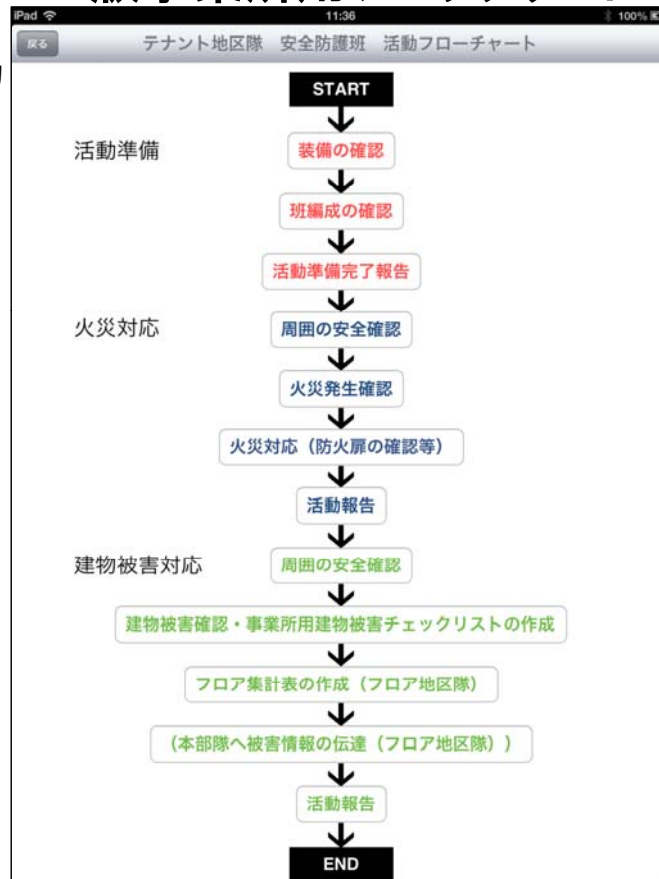 iPad 11:36 100%
戻る テナント地区隊 安全防護班 活動フローチャート
START
活動準備
装備の確認
班編成の確認
活動準備完了報告
火災対応
周囲の安全確認
火災発生確認
火災対応（防火扉の確認等）
活動報告
建物被害対応
周囲の安全確認
建物被害確認・事業所用建物被害チェックリストの作成
フロア集計表の作成（フロア地区隊）
（本部隊へ被害情報の伝達（フロア地区隊））
活動報告
END